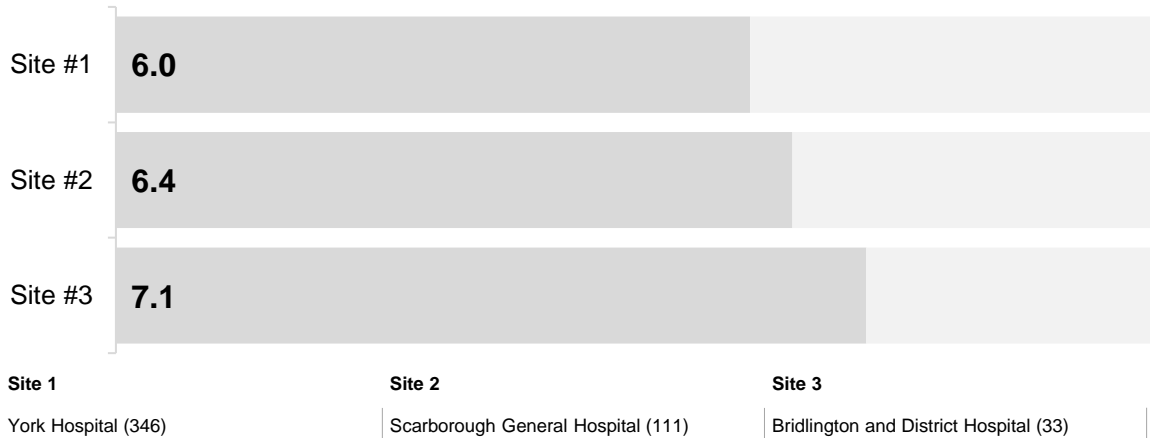 Site #1 6.0
Site #2 6.4
Site #3 7.1
Site 1 Site 2 Site 3
York Hospital (346) Scarborough General Hospital (111) Bridlington and District Hospital (33)